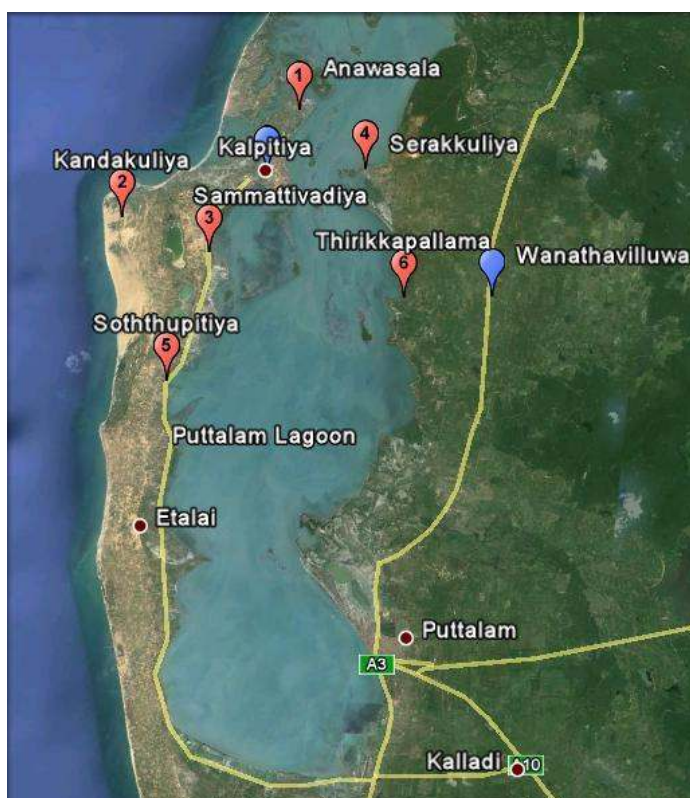 1
Anawasala
4
Serakkuliya
Kalpitiya
Kandakuliya
2
Sammattivadiya
3
Thirikkapallama
6
Wanathavilluwa
Soththupitiya
5
Puttalam Lagoon
Etalai
Puttalam
A3
Kalladi